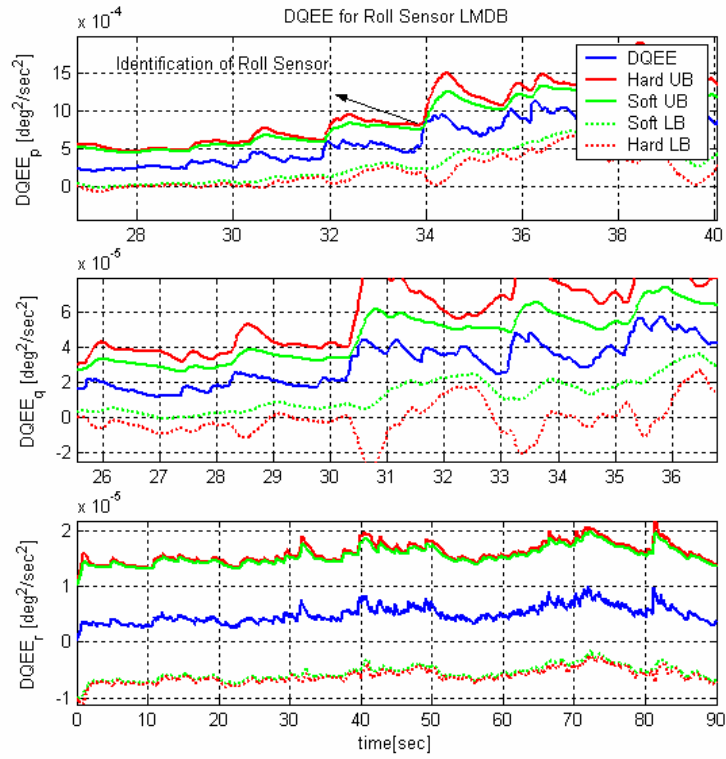 DQEE for Roll Sensor LMDB
x 10^-4
DQEE_p [deg^2/sec^2]
15
10
5
0
Identification of Roll Sensor
DQEE
Hard UB
Soft UB
Soft LB
Hard LB
28 30 32 34 36 38 40
x 10^-5
DQEE_q [deg^2/sec^2]
6
4
2
0
-2
26 27 28 29 30 31 32 33 34 35 36
x 10^-5
DQEE_r [deg^2/sec^2]
2
1
0
-1
0 10 20 30 40 50 60 70 80 90
time[sec]